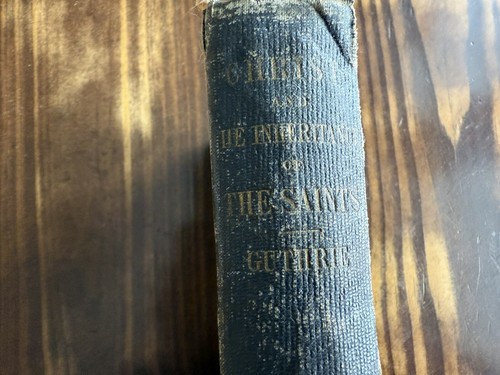 CHRIST
AND
THE INHERITANCE
OF
THE SAINTS
GUTHRIE